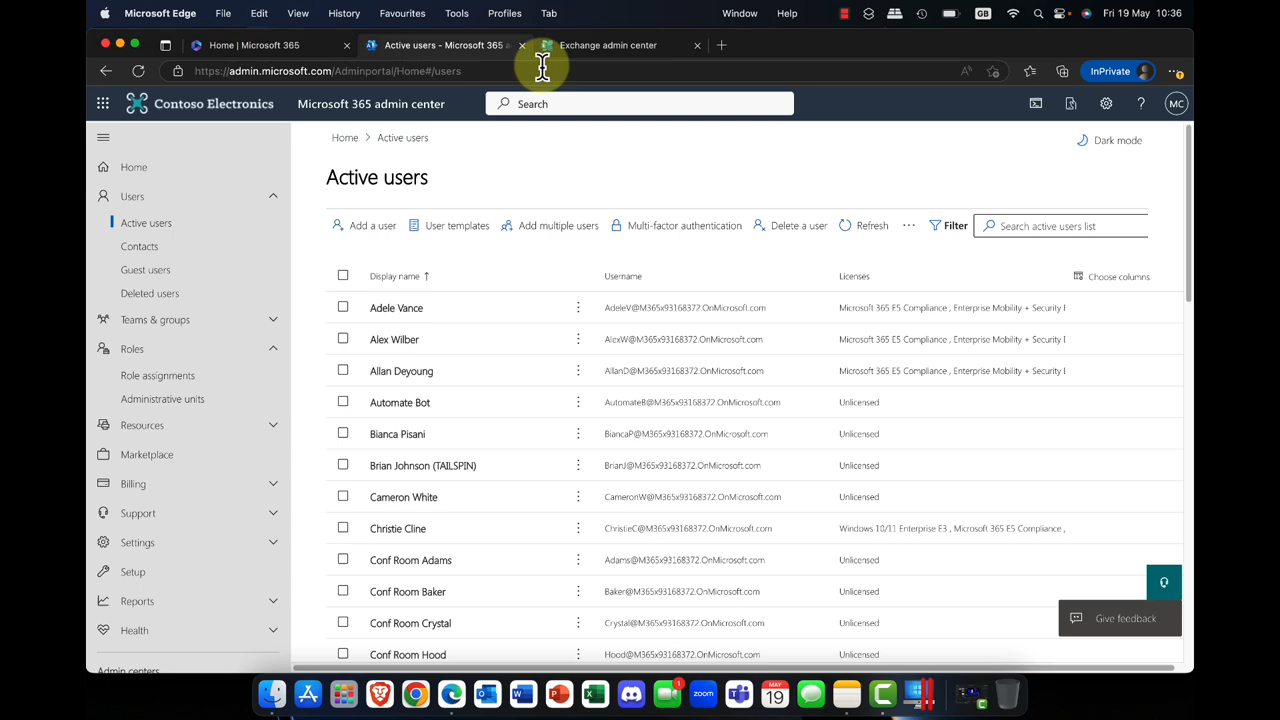 Microsoft Edge File Edit View History Favourites Tools Profiles Tab Window Help GB Fri 19 May 10:36
Home | Microsoft 365 Active users - Microsoft 365 a Exchange admin center
https://admin.microsoft.com/Adminportal/Home#/users InPrivate
Contoso Electronics Microsoft 365 admin center Search MC
Home > Active users Dark mode
Active users
Add a user User templates Add multiple users Multi-factor authentication Delete a user Refresh Filter Search active users list
Display name ↑ Username Licenses Choose columns
Adele Vance AdeleV@M365x93168372.OnMicrosoft.com Microsoft 365 E5 Compliance , Enterprise Mobility + Security E
Alex Wilber AlexW@M365x93168372.OnMicrosoft.com Microsoft 365 E5 Compliance , Enterprise Mobility + Security E
Allan Deyoung AllanD@M365x93168372.OnMicrosoft.com Microsoft 365 E5 Compliance , Enterprise Mobility + Security E
Automate Bot AutomateB@M365x93168372.OnMicrosoft.com Unlicensed
Bianca Pisani BiancaP@M365x93168372.OnMicrosoft.com Unlicensed
Brian Johnson (TAILSPIN) BrianJ@M365x93168372.OnMicrosoft.com Unlicensed
Cameron White CameronW@M365x93168372.OnMicrosoft.com Unlicensed
Christie Cline ChristieC@M365x93168372.OnMicrosoft.com Windows 10/11 Enterprise E3 , Microsoft 365 E5 Compliance ,
Conf Room Adams Adams@M365x93168372.OnMicrosoft.com Unlicensed
Conf Room Baker Baker@M365x93168372.OnMicrosoft.com Unlicensed
Conf Room Crystal Crystal@M365x93168372.OnMicrosoft.com Unlicensed
Conf Room Hood Hood@M365x93168372.OnMicrosoft.com Unlicensed
Home
Users
Active users
Contacts
Guest users
Deleted users
Teams & groups
Roles
Role assignments
Administrative units
Resources
Marketplace
Billing
Support
Settings
Setup
Reports
Health
Admin centers
Give feedback
1
zoom
MAY
19